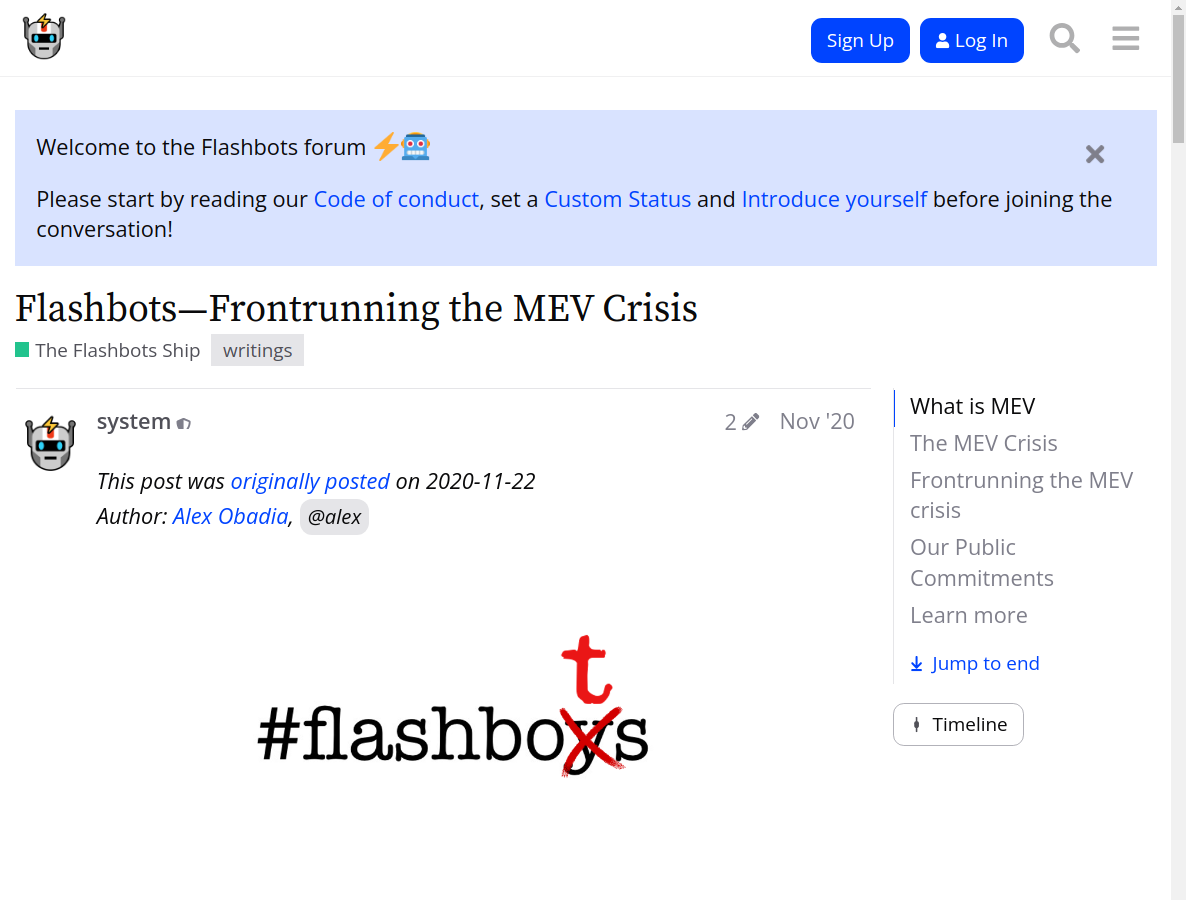 Sign Up
Log In
Welcome to the Flashbots forum
Please start by reading our Code of conduct, set a Custom Status and Introduce yourself before joining the
conversation!
Flashbots—Frontrunning the MEV Crisis
The Flashbots Ship writings
system 2 Nov '20
This post was originally posted on 2020-11-22
Author: Alex Obadia, @alex
t
#flashboys
What is MEV
The MEV Crisis
Frontrunning the MEV
crisis
Our Public
Commitments
Learn more
Jump to end
Timeline